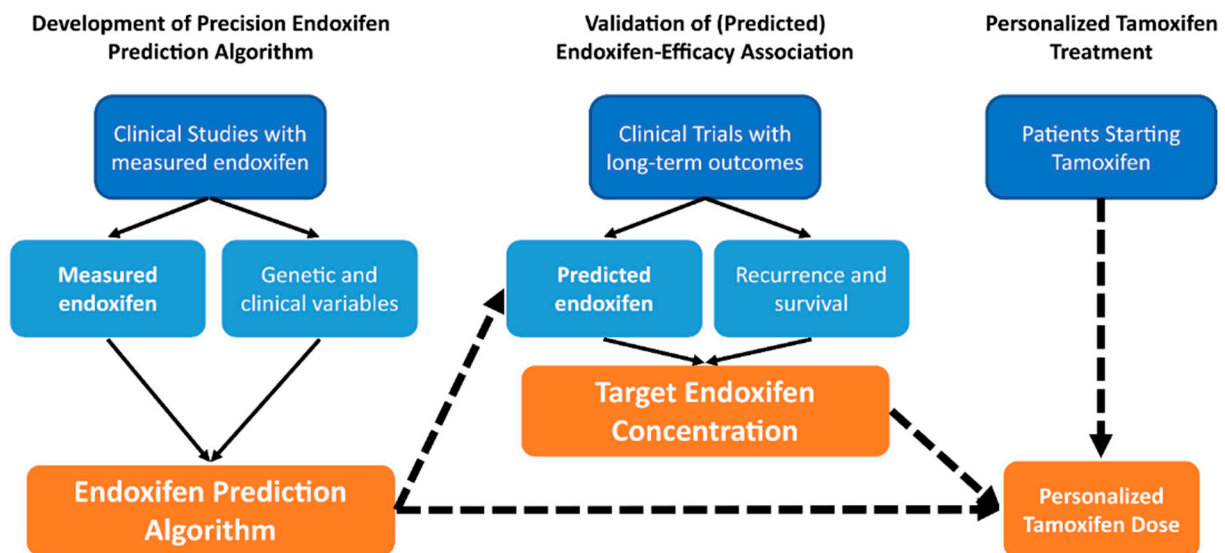 Development of Precision Endoxifen
Prediction Algorithm
Validation of (Predicted)
Endoxifen-Efficacy Association
Personalized Tamoxifen
Treatment
Clinical Studies with
measured endoxifen
Clinical Trials with
long-term outcomes
Patients Starting
Tamoxifen
Measured
endoxifen
Genetic and
clinical variables
Predicted
endoxifen
Recurrence and
survival
Target Endoxifen
Concentration
Endoxifen Prediction
Algorithm
Personalized
Tamoxifen Dose